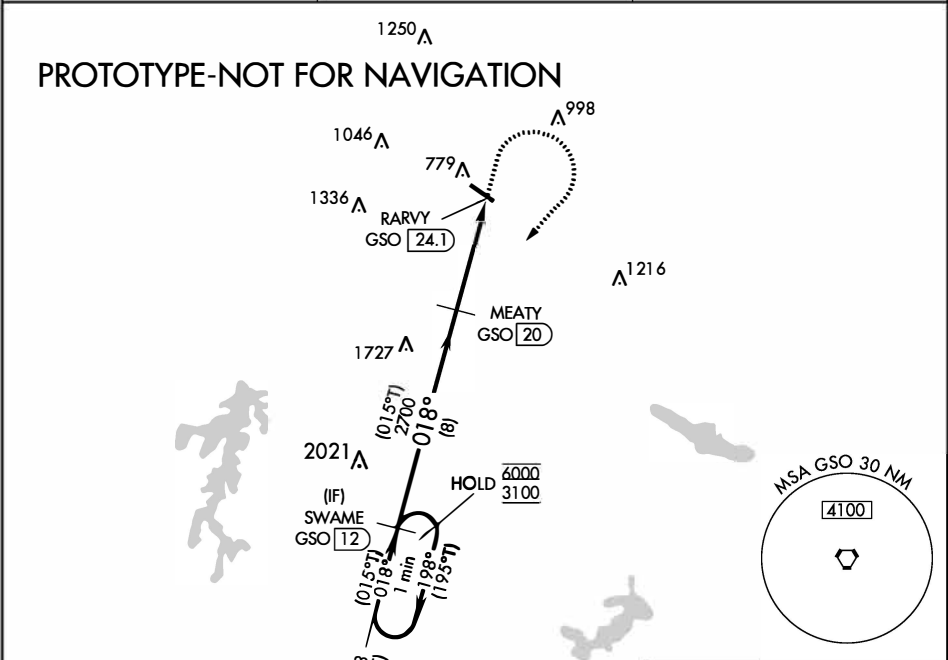 1250
PROTOTYPE-NOT FOR NAVIGATION
998
1046
779
1336
RARVY
GSO 24.1
1216
MEATY
GSO 20
1727
(015°T)
2700
018°
(8)
2021
HOLD 6000
3100
(IF)
SWAME
GSO 12
MSA GSO 30 NM
4100
(015°T)
018°
1 min
198°
(195°T)